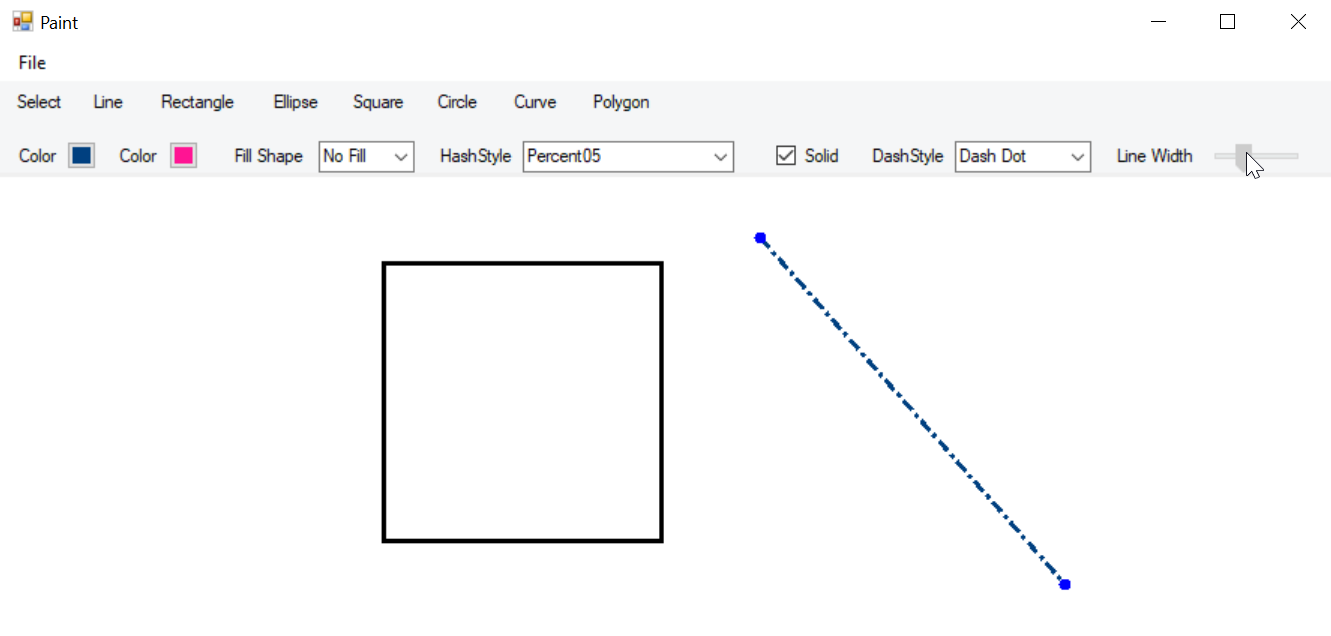 Paint
File
Select Line Rectangle Ellipse Square Circle Curve Polygon
Color Color Fill Shape No Fill HashStyle Percent05 Solid DashStyle Dash Dot Line Width